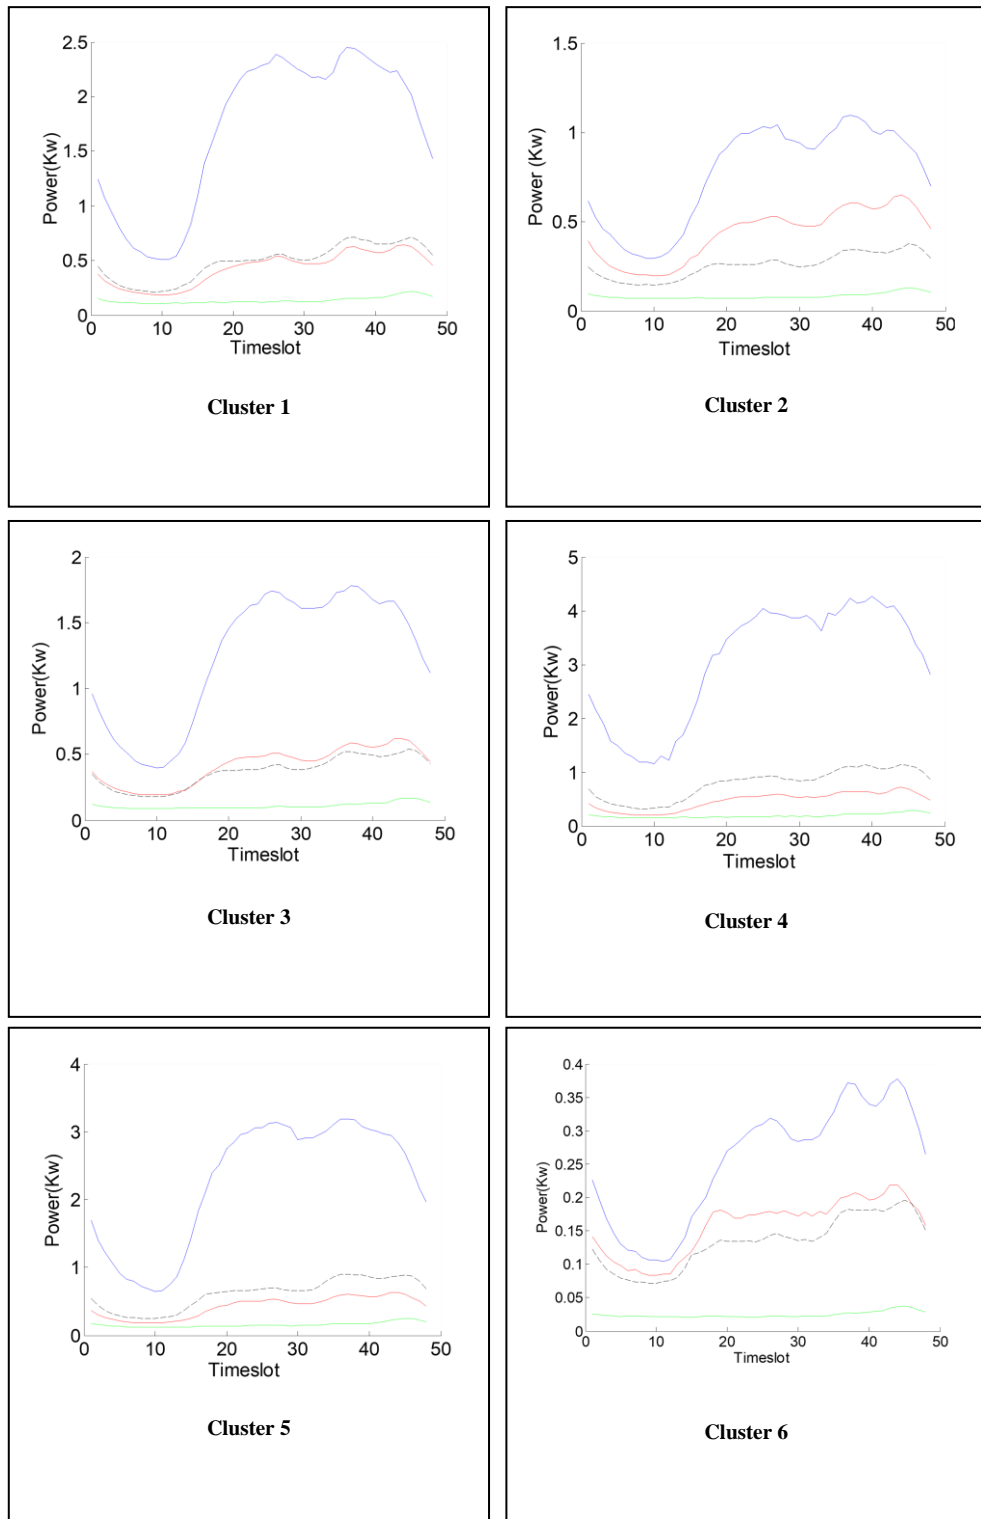 2.5
2
1.5
1
0.5
0
Power(Kw)
0 10 20 30 40 50
Timeslot
Cluster 1
1.5
1
0.5
0
Power (Kw)
0 10 20 30 40 50
Timeslot
Cluster 2
2
1.5
1
0.5
0
Power(Kw)
0 10 20 30 40 50
Timeslot
Cluster 3
5
4
3
2
1
0
Power(Kw)
0 10 20 30 40 50
Timeslot
Cluster 4
4
3
2
1
0
Power(Kw)
0 10 20 30 40 50
Timeslot
Cluster 5
0.4
0.35
0.3
0.25
0.2
0.15
0.1
0.05
0
Power(Kw)
0 10 20 30 40 50
Timeslot
Cluster 6